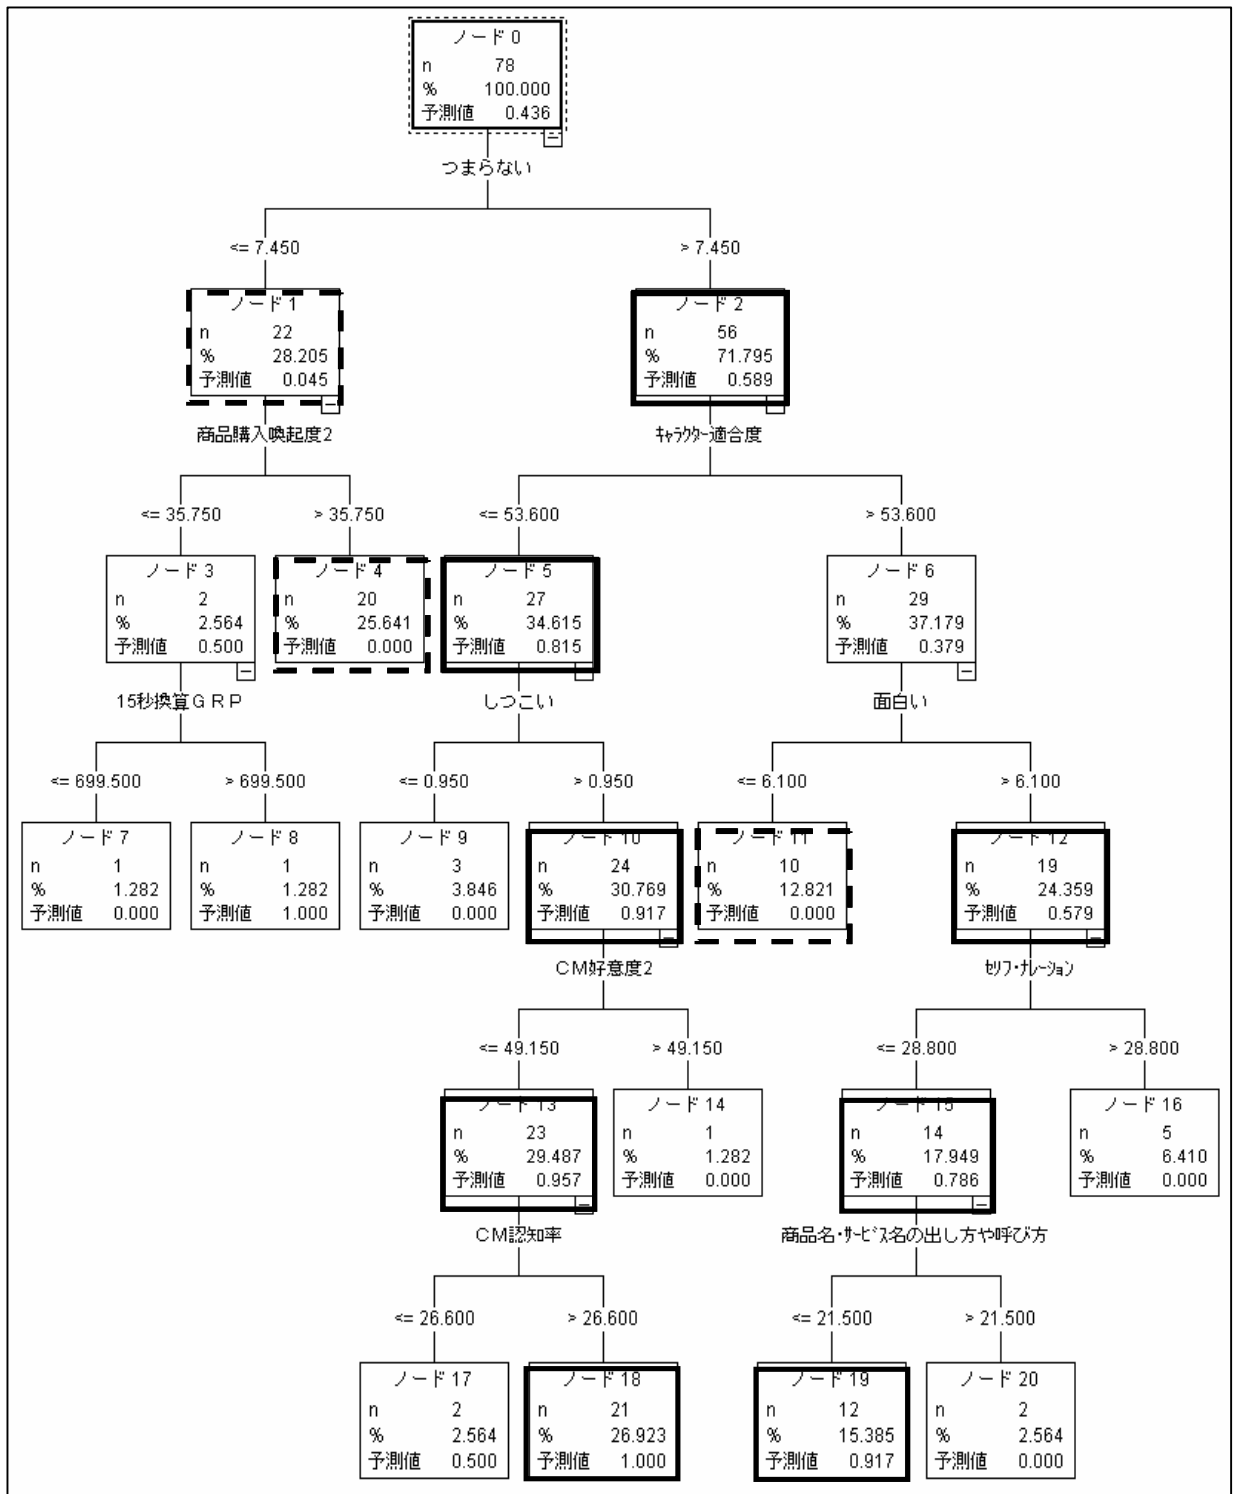 ノード 0
n 78
% 100.000
予測値 0.436
つまらない
<= 7.450
> 7.450
ノード 1
n 22
% 28.205
予測値 0.045
ノード 2
n 56
% 71.795
予測値 0.589
商品購入喚起度2
ｷｬﾗｸﾀｰ適合度
<= 35.750
> 35.750
<= 53.600
> 53.600
ノード 3
n 2
% 2.564
予測値 0.500
ノード 4
n 20
% 25.641
予測値 0.000
ノード 5
n 27
% 34.615
予測値 0.815
ノード 6
n 29
% 37.179
予測値 0.379
15秒換算ＧＲＰ
しつこい
面白い
<= 699.500
> 699.500
<= 0.950
> 0.950
<= 6.100
> 6.100
ノード 7
n 1
% 1.282
予測値 0.000
ノード 8
n 1
% 1.282
予測値 1.000
ノード 9
n 3
% 3.846
予測値 0.000
ノード 10
n 24
% 30.769
予測値 0.917
ノード 11
n 10
% 12.821
予測値 0.000
ノード 12
n 19
% 24.359
予測値 0.579
ＣＭ好意度2
ｾﾘﾌ･ﾅﾚｰｼｮﾝ
<= 49.150
> 49.150
<= 28.800
> 28.800
ノード 13
n 23
% 29.487
予測値 0.957
ノード 14
n 1
% 1.282
予測値 0.000
ノード 15
n 14
% 17.949
予測値 0.786
ノード 16
n 5
% 6.410
予測値 0.000
ＣＭ認知率
商品名･ｻｰﾋﾞｽ名の出し方や呼び方
<= 26.600
> 26.600
<= 21.500
> 21.500
ノード 17
n 2
% 2.564
予測値 0.500
ノード 18
n 21
% 26.923
予測値 1.000
ノード 19
n 12
% 15.385
予測値 0.917
ノード 20
n 2
% 2.564
予測値 0.000